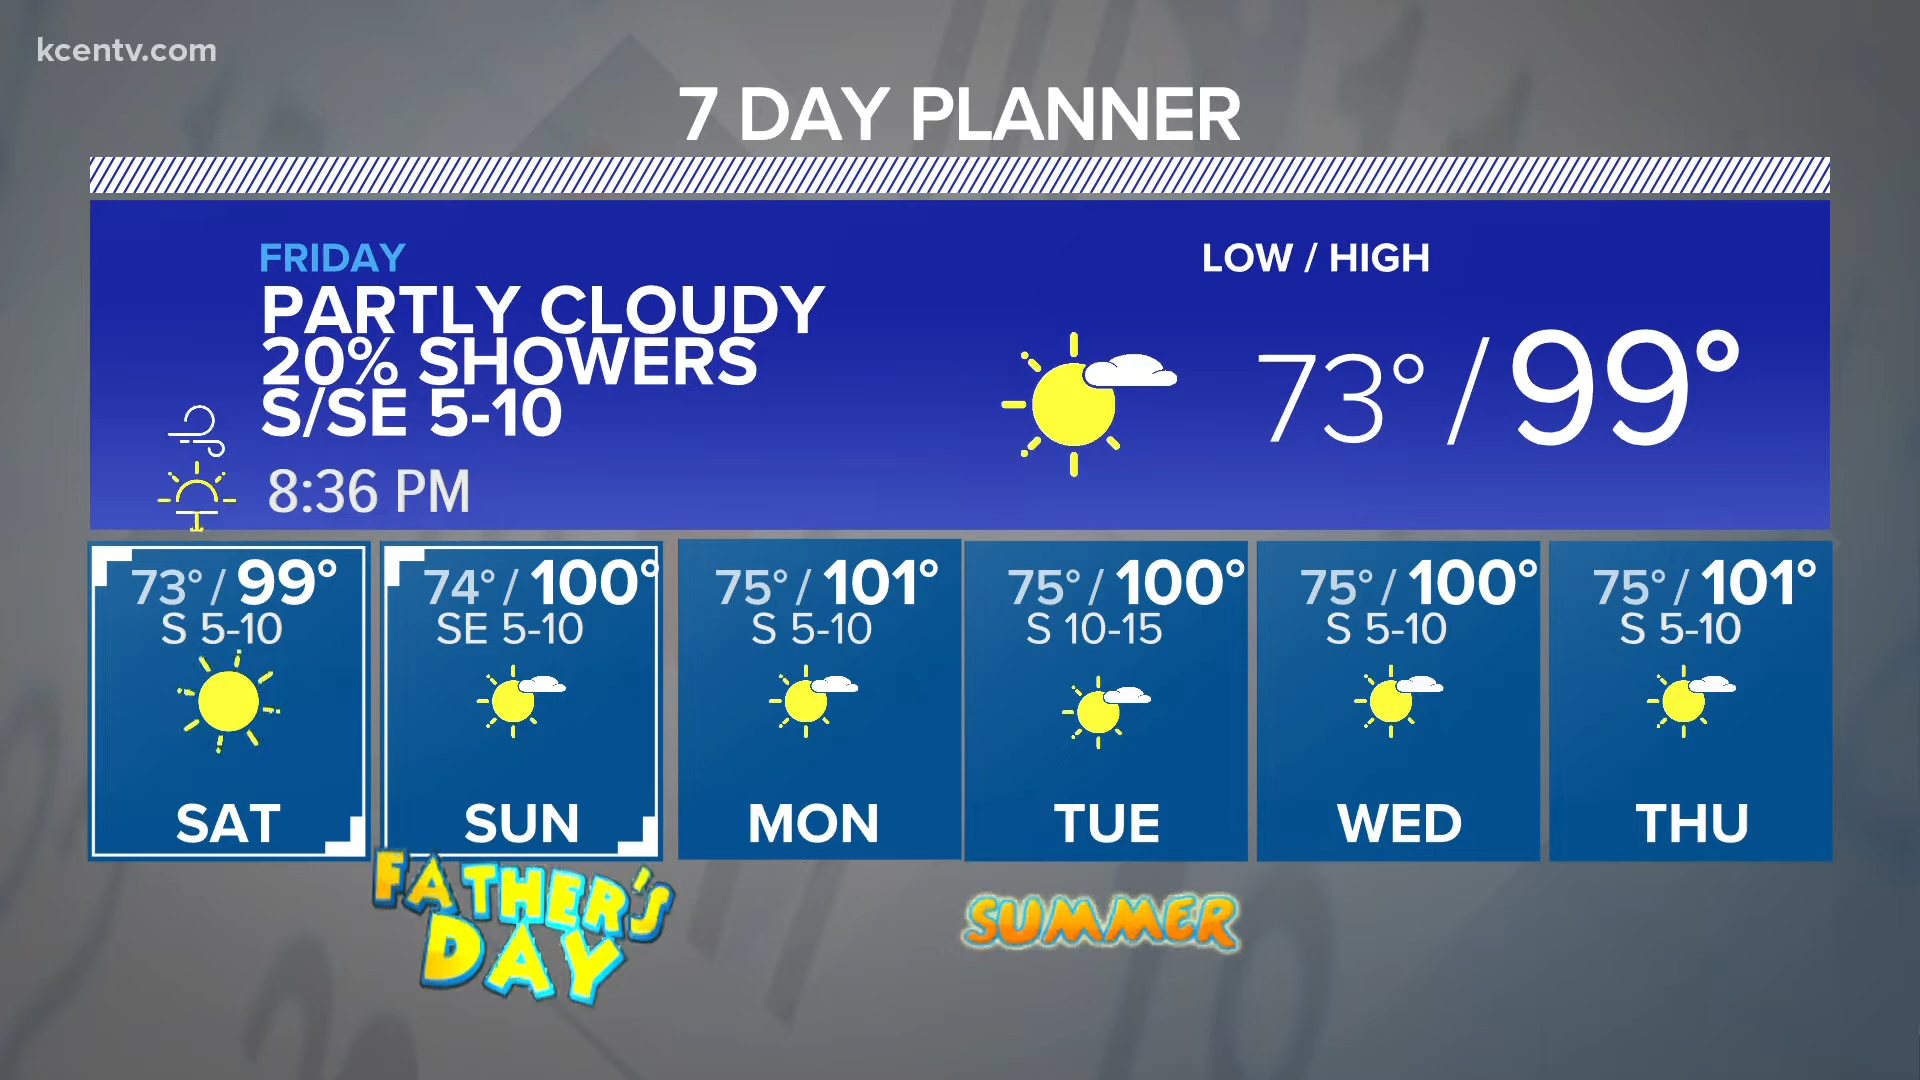 kcentv.com
7 DAY PLANNER
FRIDAY
PARTLY CLOUDY
20% SHOWERS
S/SE 5-10
8:36 PM
LOW / HIGH
73° / 99°
73° / 99°
S 5-10
SAT
74° / 100°
SE 5-10
SUN
FATHER'S
DAY
75° / 101°
S 5-10
MON
75° / 100°
S 10-15
TUE
SUMMER
75° / 100°
S 5-10
WED
75° / 101°
S 5-10
THU